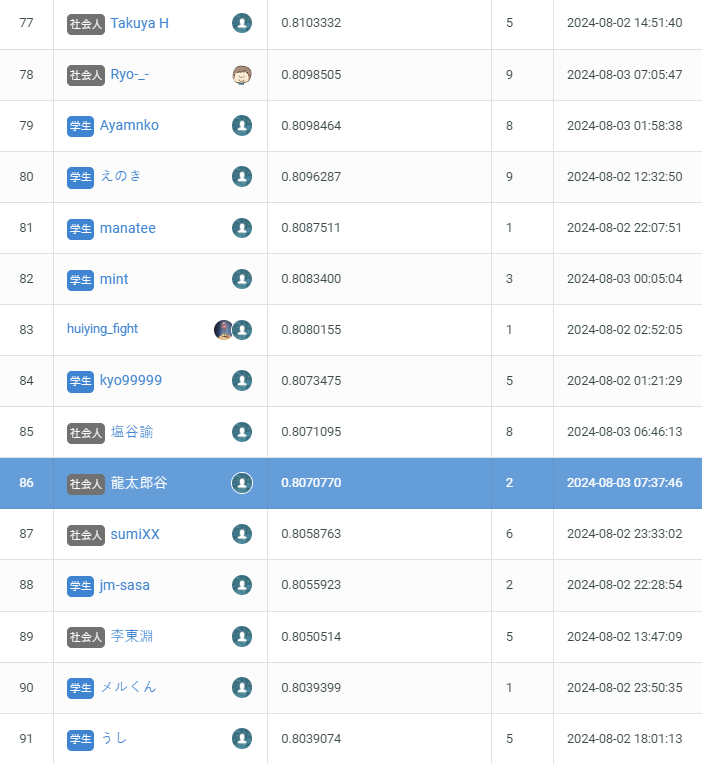 77 社会人 Takuya H 0.8103332 5 2024-08-02 14:51:40
78 社会人 Ryo-_- 0.8098505 9 2024-08-03 07:05:47
79 学生 Ayamnko 0.8098464 8 2024-08-03 01:58:38
80 学生 えのき 0.8096287 9 2024-08-02 12:32:50
81 学生 manatee 0.8087511 1 2024-08-02 22:07:51
82 学生 mint 0.8083400 3 2024-08-03 00:05:04
83 huiying_fight 0.8080155 1 2024-08-02 02:52:05
84 学生 kyo99999 0.8073475 5 2024-08-02 01:21:29
85 社会人 塩谷諭 0.8071095 8 2024-08-03 06:46:13
86 社会人 龍太郎谷 0.8070770 2 2024-08-03 07:37:46
87 社会人 sumiXX 0.8058763 6 2024-08-02 23:33:02
88 学生 jm-sasa 0.8055923 2 2024-08-02 22:28:54
89 社会人 李東淵 0.8050514 5 2024-08-02 13:47:09
90 学生 メルくん 0.8039399 1 2024-08-02 23:50:35
91 学生 うし 0.8039074 5 2024-08-02 18:01:13